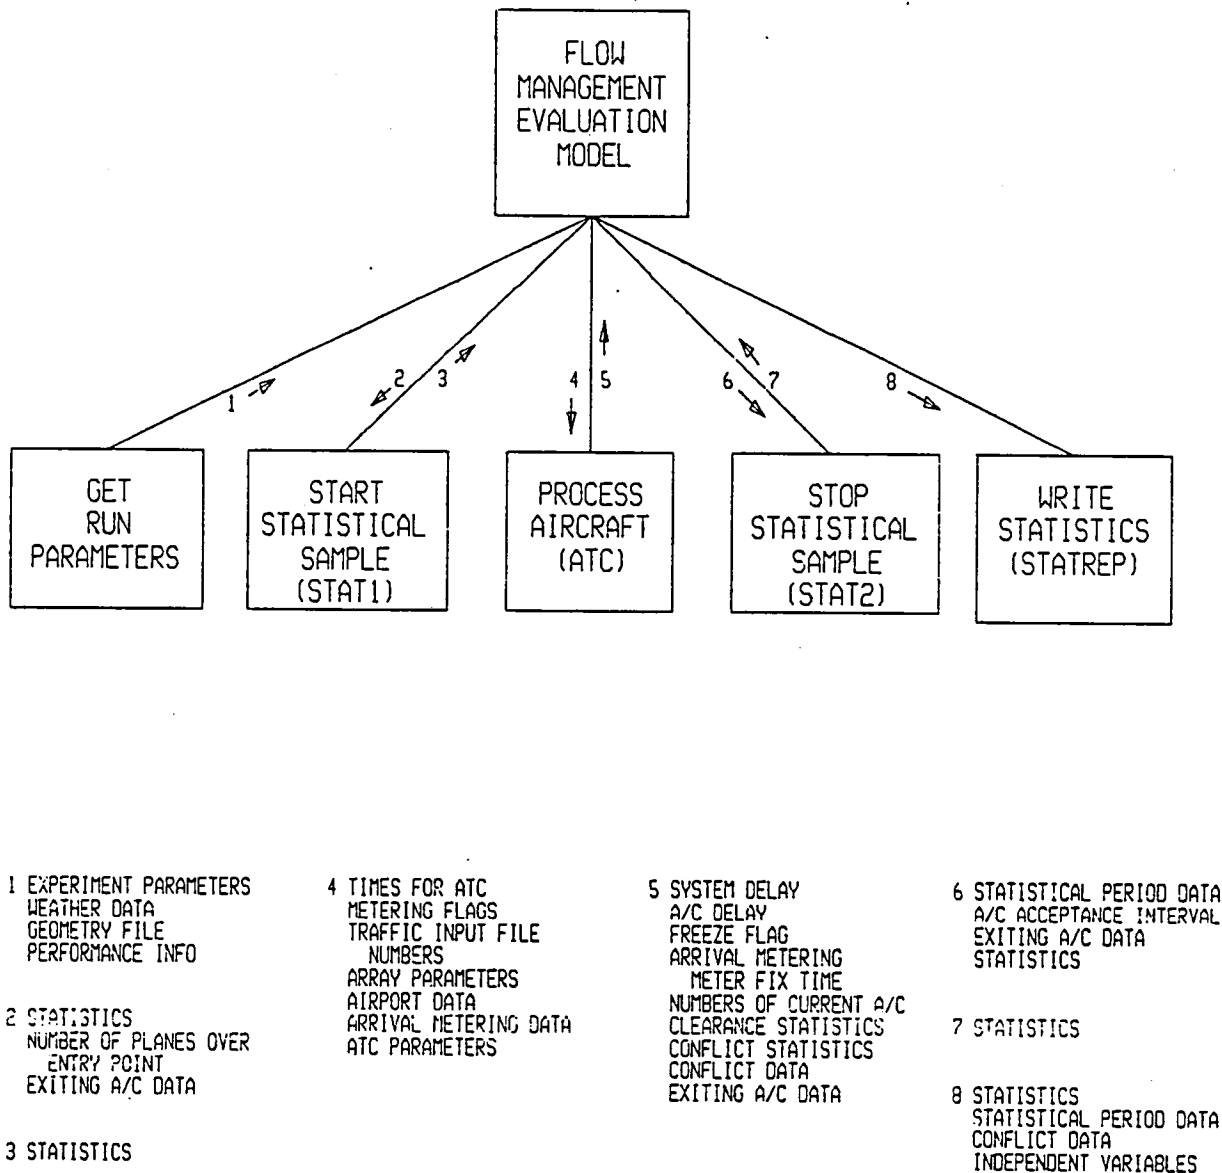 FLOW
MANAGEMENT
EVALUATION
MODEL
1
2
3
4
5
6
7
8
GET
RUN
PARAMETERS
START
STATISTICAL
SAMPLE
(STAT1)
PROCESS
AIRCRAFT
(ATC)
STOP
STATISTICAL
SAMPLE
(STAT2)
WRITE
STATISTICS
(STATREP)
1 EXPERIMENT PARAMETERS
WEATHER DATA
GEOMETRY FILE
PERFORMANCE INFO
2 STATISTICS
NUMBER OF PLANES OVER
ENTRY POINT
EXITING A/C DATA
3 STATISTICS
4 TIMES FOR ATC
METERING FLAGS
TRAFFIC INPUT FILE
NUMBERS
ARRAY PARAMETERS
AIRPORT DATA
ARRIVAL METERING DATA
ATC PARAMETERS
5 SYSTEM DELAY
A/C DELAY
FREEZE FLAG
ARRIVAL METERING
METER FIX TIME
NUMBERS OF CURRENT A/C
CLEARANCE STATISTICS
CONFLICT STATISTICS
CONFLICT DATA
EXITING A/C DATA
6 STATISTICAL PERIOD DATA
A/C ACCEPTANCE INTERVAL
EXITING A/C DATA
STATISTICS
7 STATISTICS
8 STATISTICS
STATISTICAL PERIOD DATA
CONFLICT DATA
INDEPENDENT VARIABLES